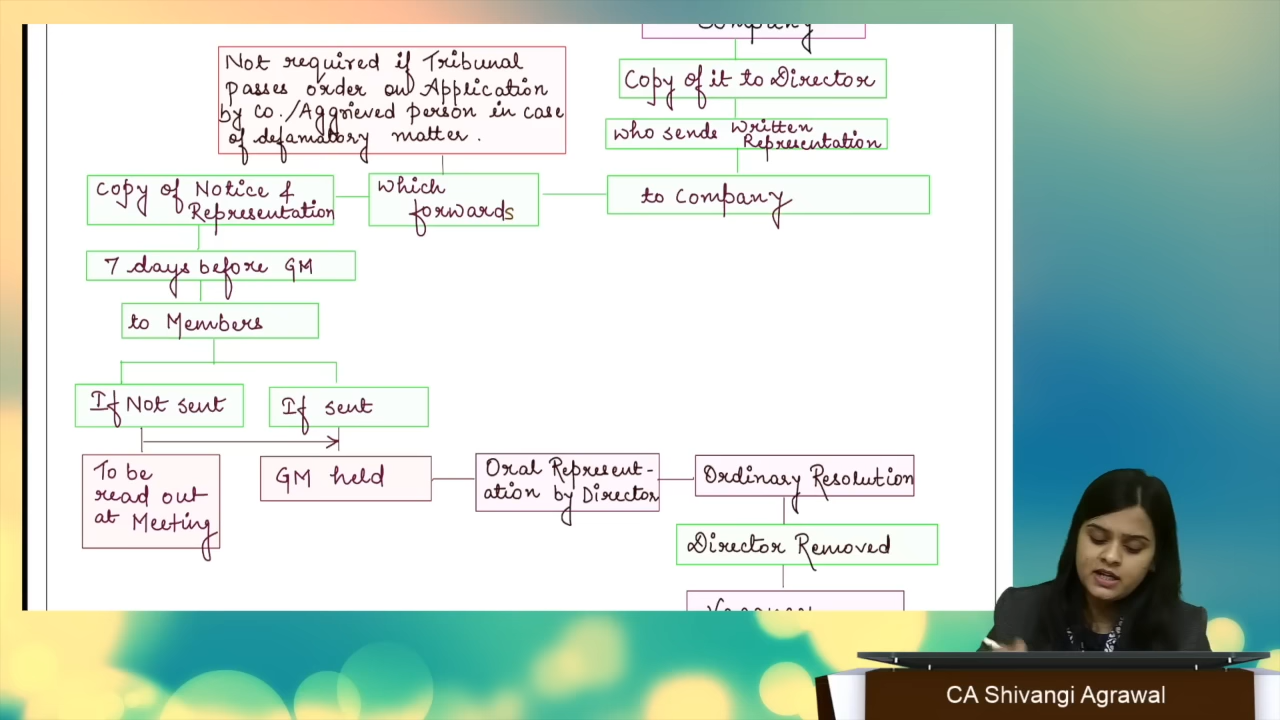 Company
Copy of it to Director
who sends Written
Representation
to Company
Not required if Tribunal
passes order on Application
by co./Aggrieved person in case
of defamatory matter.
which
forwards
Copy of Notice &
Representation
7 days before GM
to Members
If Not sent
If sent
To be
read out
at Meeting
GM held
Oral Represent-
ation by Director
Ordinary Resolution
Director Removed
CA Shivangi Agrawal